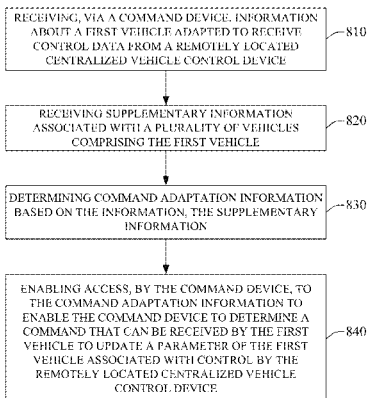 RECEIVING, VIA A COMMAND DEVICE, INFORMATION
ABOUT A FIRST VEHICLE ADAPTED TO RECEIVE
CONTROL DATA FROM A REMOTELY LOCATED
CENTRALIZED VEHICLE CONTROL DEVICE
810
RECEIVING SUPPLEMENTARY INFORMATION
ASSOCIATED WITH A PLURALITY OF VEHICLES
COMPRISING THE FIRST VEHICLE
820
DETERMINING COMMAND ADAPTATION INFORMATION
BASED ON THE INFORMATION, THE SUPPLEMENTARY
INFORMATION
830
ENABLING ACCESS, BY THE COMMAND DEVICE, TO
THE COMMAND ADAPTATION INFORMATION TO
ENABLE THE COMMAND DEVICE TO DETERMINE A
COMMAND THAT CAN BE RECEIVED BY THE FIRST
VEHICLE TO UPDATE A PARAMETER OF THE FIRST
VEHICLE ASSOCIATED WITH CONTROL BY THE
REMOTELY LOCATED CENTRALIZED VEHICLE
CONTROL DEVICE
840